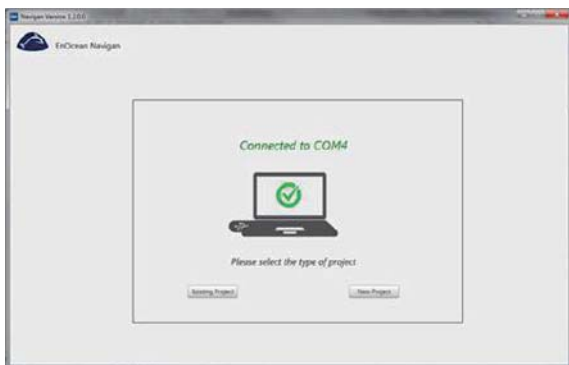 Navigan Version 1.2.0.0
EnOcean Navigan
Connected to COM4
Please select the type of project
Existing Project
New Project